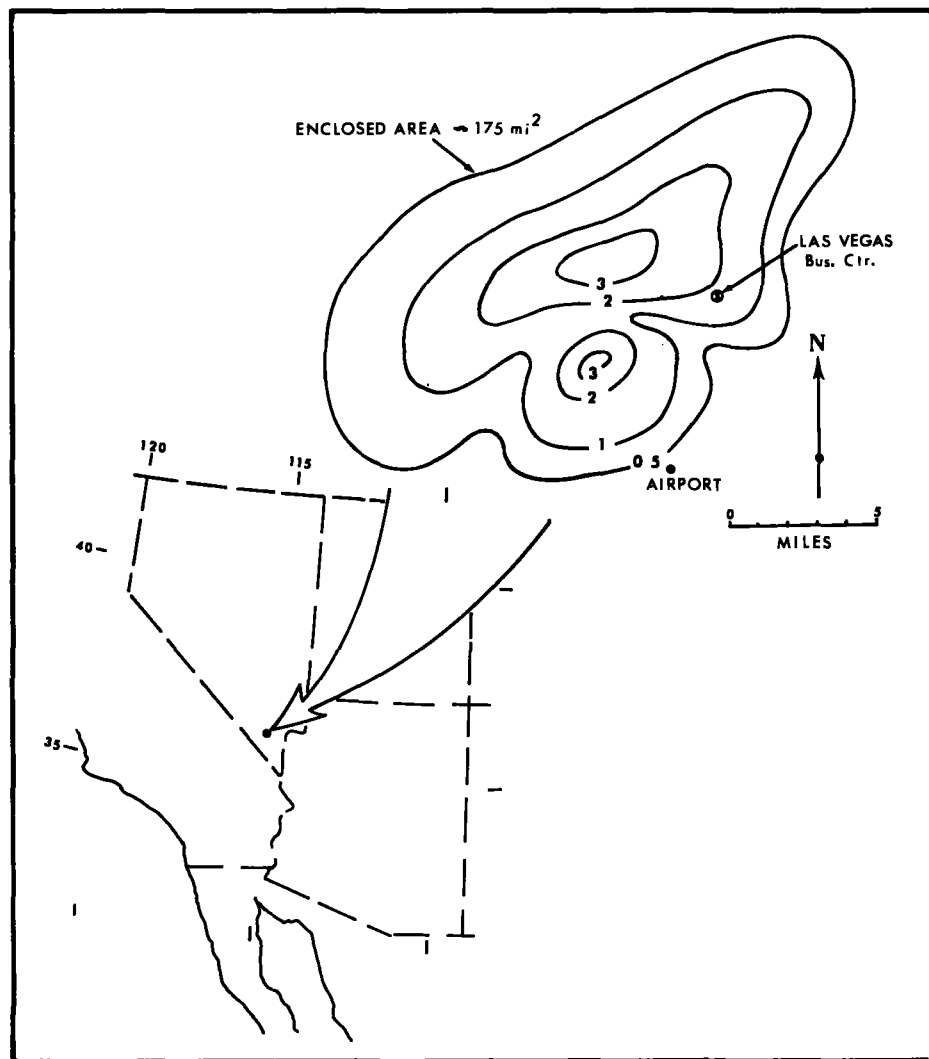 ENCLOSED AREA ~ 175 mi²
LAS VEGAS
Bus. Ctr.
3
2
3
2
1
0 5
AIRPORT
N
0 5
MILES
120
115
40
35